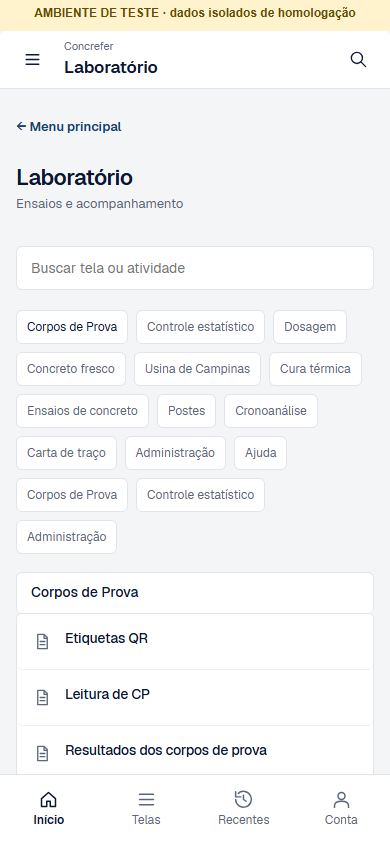 AMBIENTE DE TESTE · dados isolados de homologação
Concrefer
Laboratório
← Menu principal
Laboratório
Ensaios e acompanhamento
Buscar tela ou atividade
Corpos de Prova
Controle estatístico
Dosagem
Concreto fresco
Usina de Campinas
Cura térmica
Ensaios de concreto
Postes
Cronoanálise
Carta de traço
Administração
Ajuda
Corpos de Prova
Controle estatístico
Administração
Corpos de Prova
Etiquetas QR
Leitura de CP
Resultados dos corpos de prova
Início
Telas
Recentes
Conta